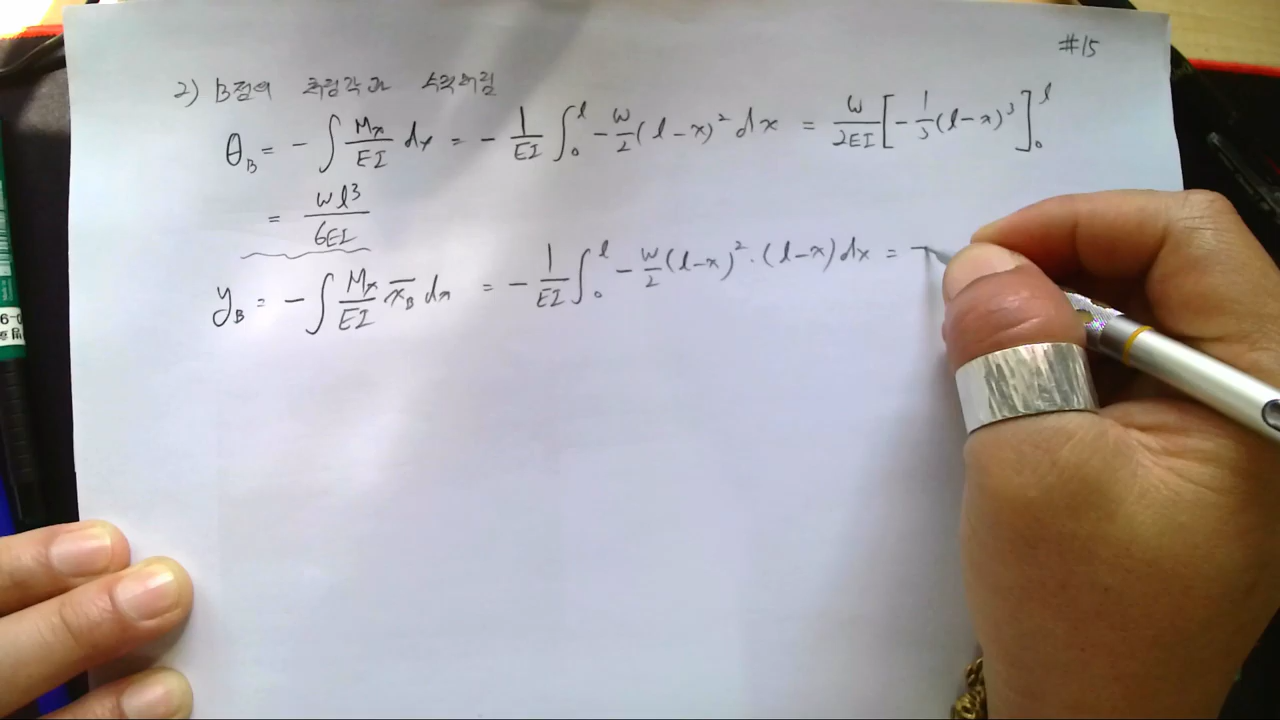 #15
2) B점의 처짐각과 수직처짐
θ_B = - ∫ M_x/EI dx = - 1/EI ∫_0^l - w/2 (l-x)^2 dx = w/2EI [ - 1/3 (l-x)^3 ]_0^l
= wl^3/6EI
y_B = - ∫ M_x/EI x̄_B dx = - 1/EI ∫_0^l - w/2 (l-x)^2 · (l-x) dx =